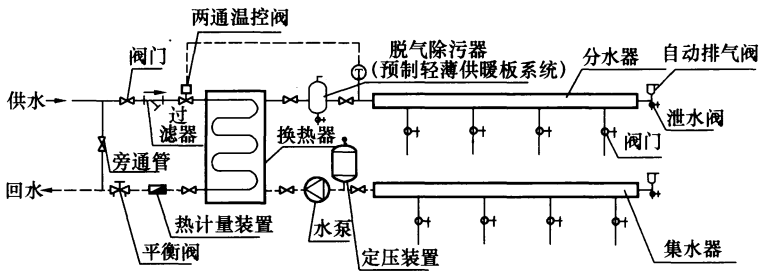 两通温控阀
阀门
脱气除污器
(预制轻薄供暖板系统)
分水器
自动排气阀
供水
过
滤器
换热器
阀门
泄水阀
旁通管
回水
热计量装置
水泵
定压装置
集水器
平衡阀